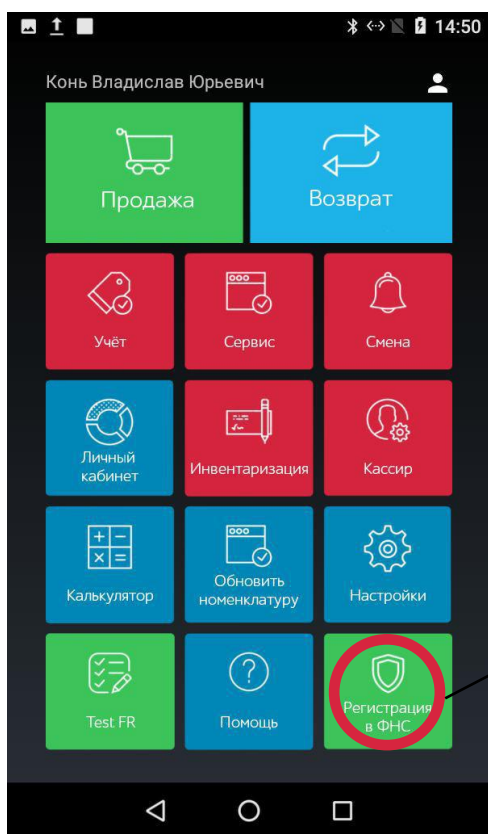 14:50
Конь Владислав Юрьевич
Продажа
Возврат
Учёт
Сервис
Смена
Личный
кабинет
Инвентаризация
Кассир
Калькулятор
Обновить
номенклатуру
Настройки
Test FR
Помощь
Регистрация
в ФНС